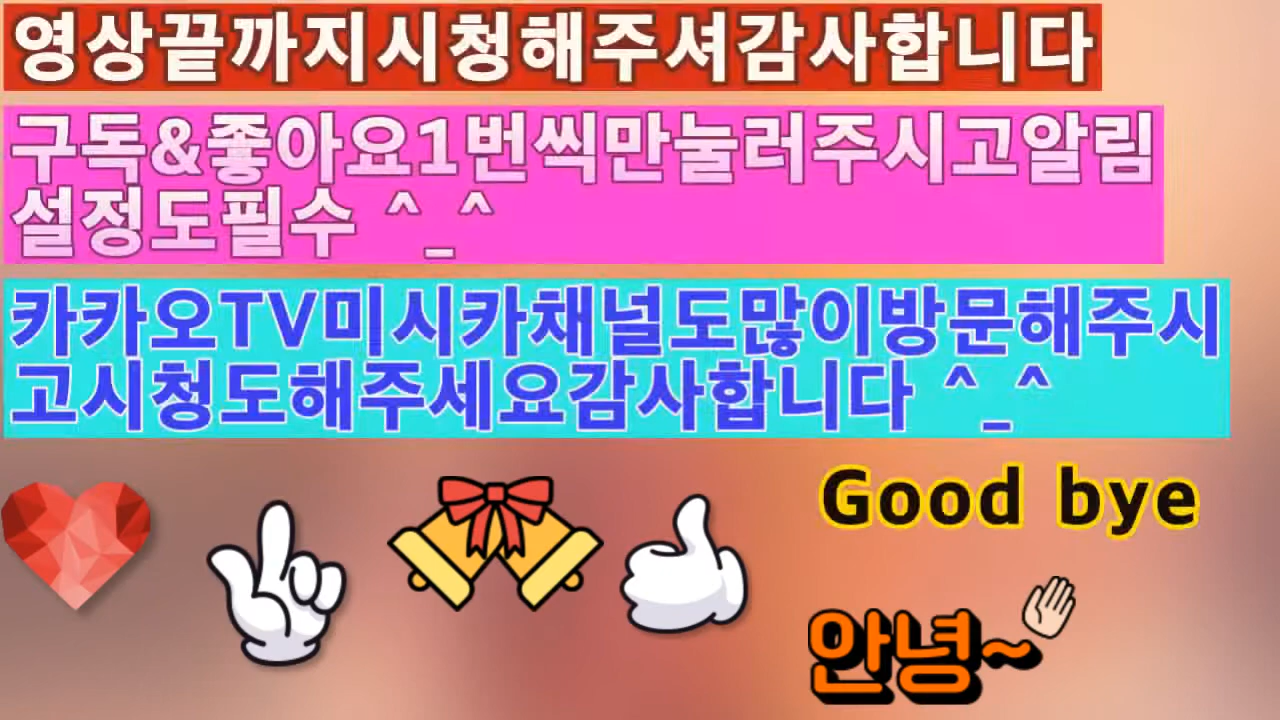 영상끝까지시청해주셔감사합니다
구독&좋아요1번씩만눌러주시고알림
설정도필수 ^_^
카카오TV미시카채널도많이방문해주시
고시청도해주세요감사합니다 ^_^
Good bye
안녕~